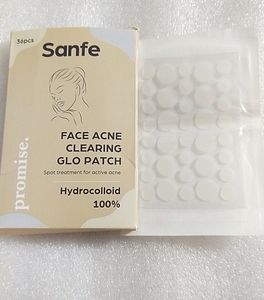 36pcs
Sanfe
FACE ACNE
CLEARING
GLO PATCH
Spot treatment for active acne
Hydrocolloid
100%
promise.